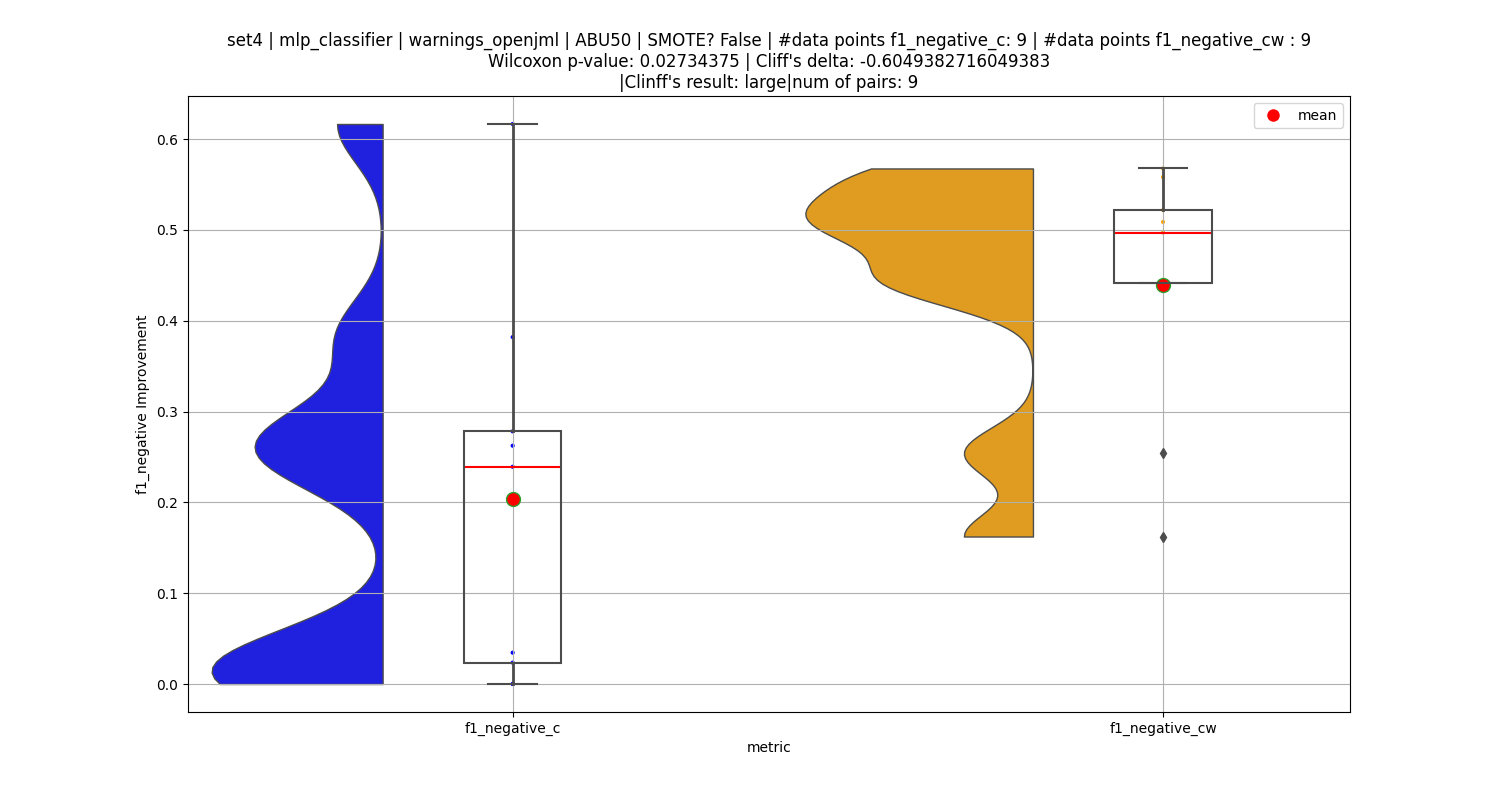 set4 | mlp_classifier | warnings_openjml | ABU50 | SMOTE? False | #data points f1_negative_c: 9 | #data points f1_negative_cw : 9
Wilcoxon p-value: 0.02734375 | Cliff's delta: -0.6049382716049383
|Clinff's result: large|num of pairs: 9
mean
0.6
0.5
0.4
0.3
0.2
0.1
0.0
f1_negative Improvement
f1_negative_c
f1_negative_cw
metric